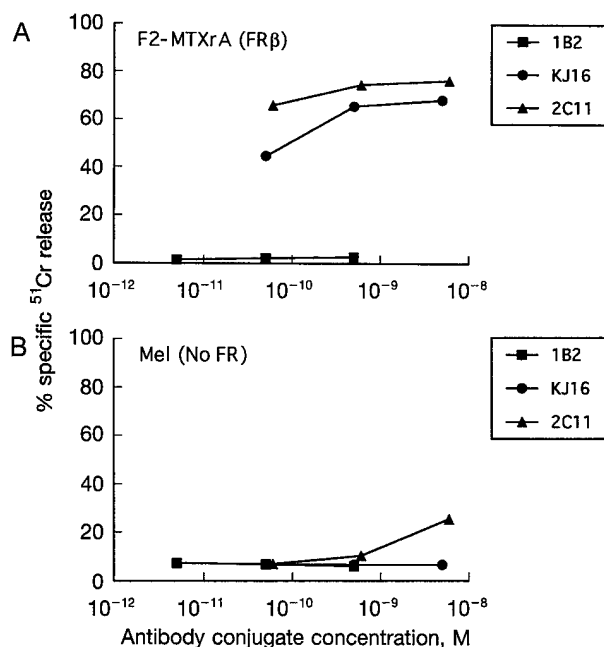 A
F2-MTXrA (FRβ)
100
80
60
40
20
0
10⁻¹² 10⁻¹¹ 10⁻¹⁰ 10⁻⁹ 10⁻⁸
1B2
KJ16
2C11
% specific ⁵¹Cr release
B
Mel (No FR)
100
80
60
40
20
0
10⁻¹² 10⁻¹¹ 10⁻¹⁰ 10⁻⁹ 10⁻⁸
1B2
KJ16
2C11
Antibody conjugate concentration, M